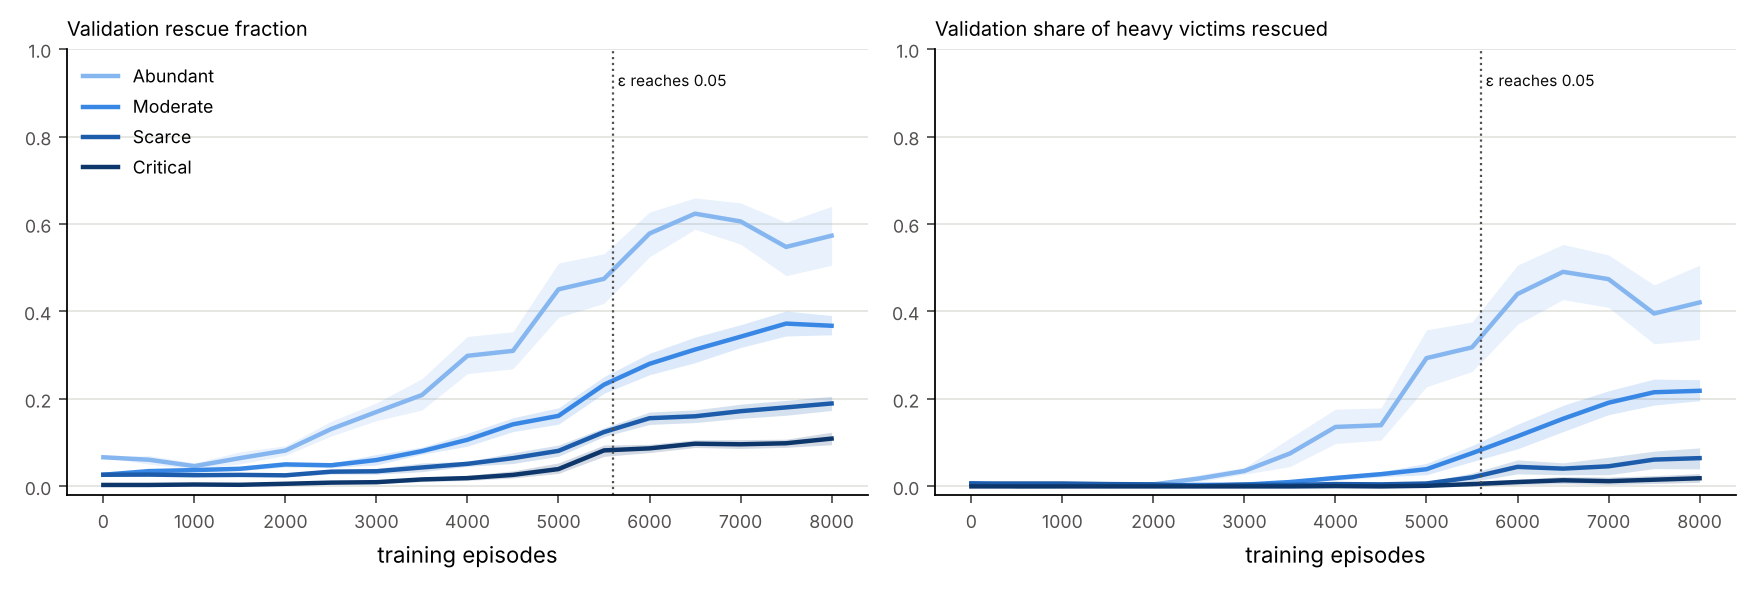 Validation rescue fraction
1.0
0.8
0.6
0.4
0.2
0.0
Abundant
Moderate
Scarce
Critical
ε reaches 0.05
0 1000 2000 3000 4000 5000 6000 7000 8000
training episodes
Validation share of heavy victims rescued
1.0
0.8
0.6
0.4
0.2
0.0
ε reaches 0.05
0 1000 2000 3000 4000 5000 6000 7000 8000
training episodes